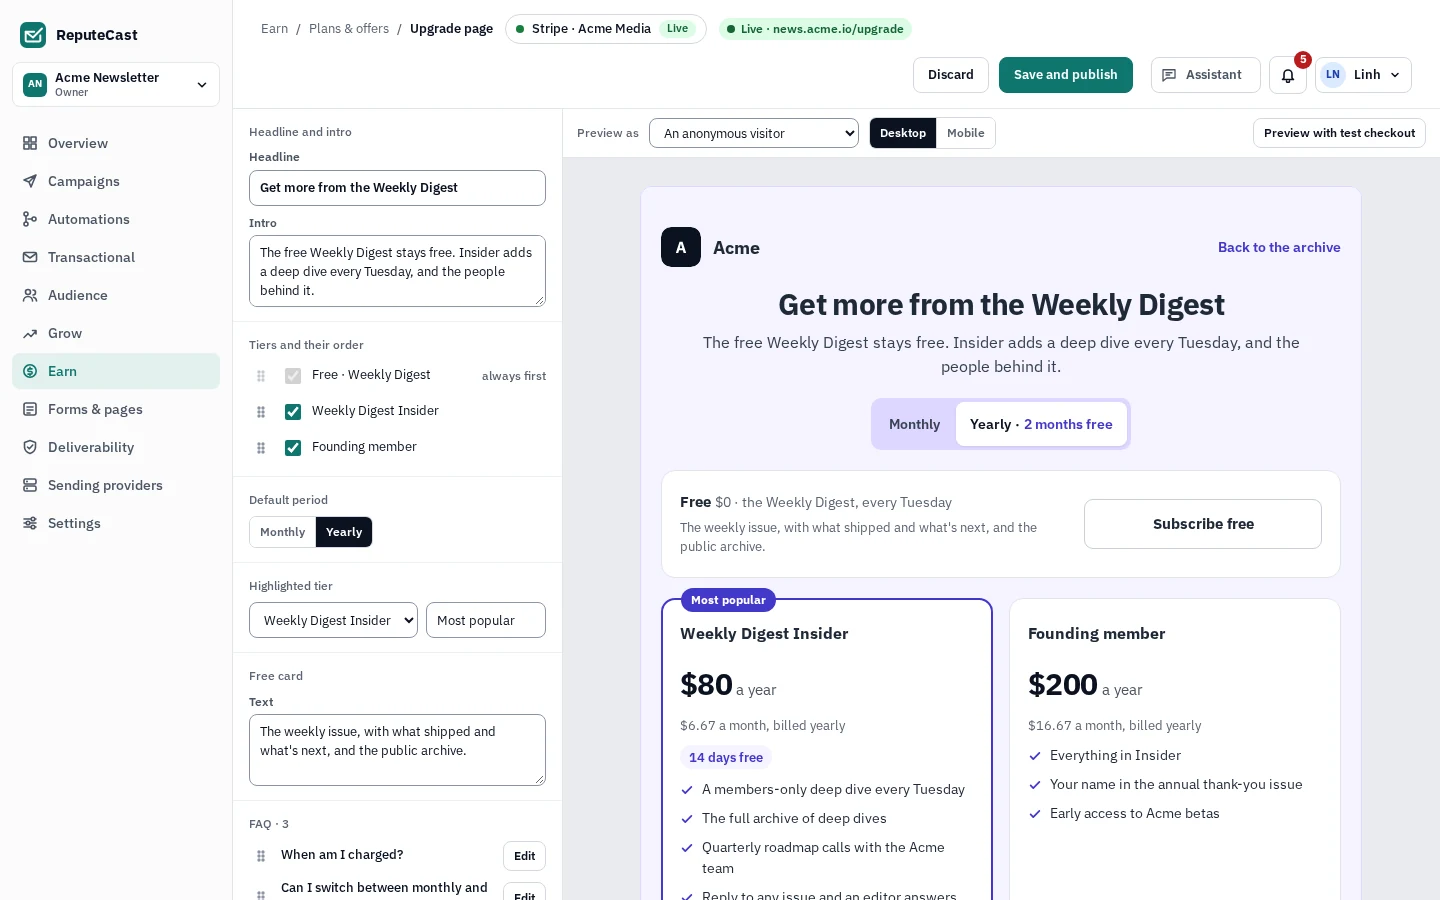 ReputeCast
AN
Acme Newsletter
Owner
Overview
Campaigns
Automations
Transactional
Audience
Grow
Earn
Forms & pages
Deliverability
Sending providers
Settings
Earn / Plans & offers / Upgrade page
Stripe · Acme Media Live
Live · news.acme.io/upgrade
Discard
Save and publish
Assistant
5
LN
Linh
Headline and intro
Headline
Get more from the Weekly Digest
Intro
The free Weekly Digest stays free. Insider adds
a deep dive every Tuesday, and the people
behind it.
Tiers and their order
Free · Weekly Digest
always first
Weekly Digest Insider
Founding member
Default period
Monthly
Yearly
Highlighted tier
Weekly Digest Insider
Most popular
Free card
Text
The weekly issue, with what shipped and
what's next, and the public archive.
FAQ · 3
When am I charged?
Edit
Can I switch between monthly and
Edit
Preview as
An anonymous visitor
Desktop
Mobile
Preview with test checkout
A
Acme
Back to the archive
Get more from the Weekly Digest
The free Weekly Digest stays free. Insider adds a deep dive every Tuesday, and the
people behind it.
Monthly
Yearly · 2 months free
Free $0 · the Weekly Digest, every Tuesday
The weekly issue, with what shipped and what's next, and the
public archive.
Subscribe free
Most popular
Weekly Digest Insider
$80 a year
$6.67 a month, billed yearly
14 days free
A members-only deep dive every Tuesday
The full archive of deep dives
Quarterly roadmap calls with the Acme
team
Reply to any issue and an editor answers
Founding member
$200 a year
$16.67 a month, billed yearly
Everything in Insider
Your name in the annual thank-you issue
Early access to Acme betas